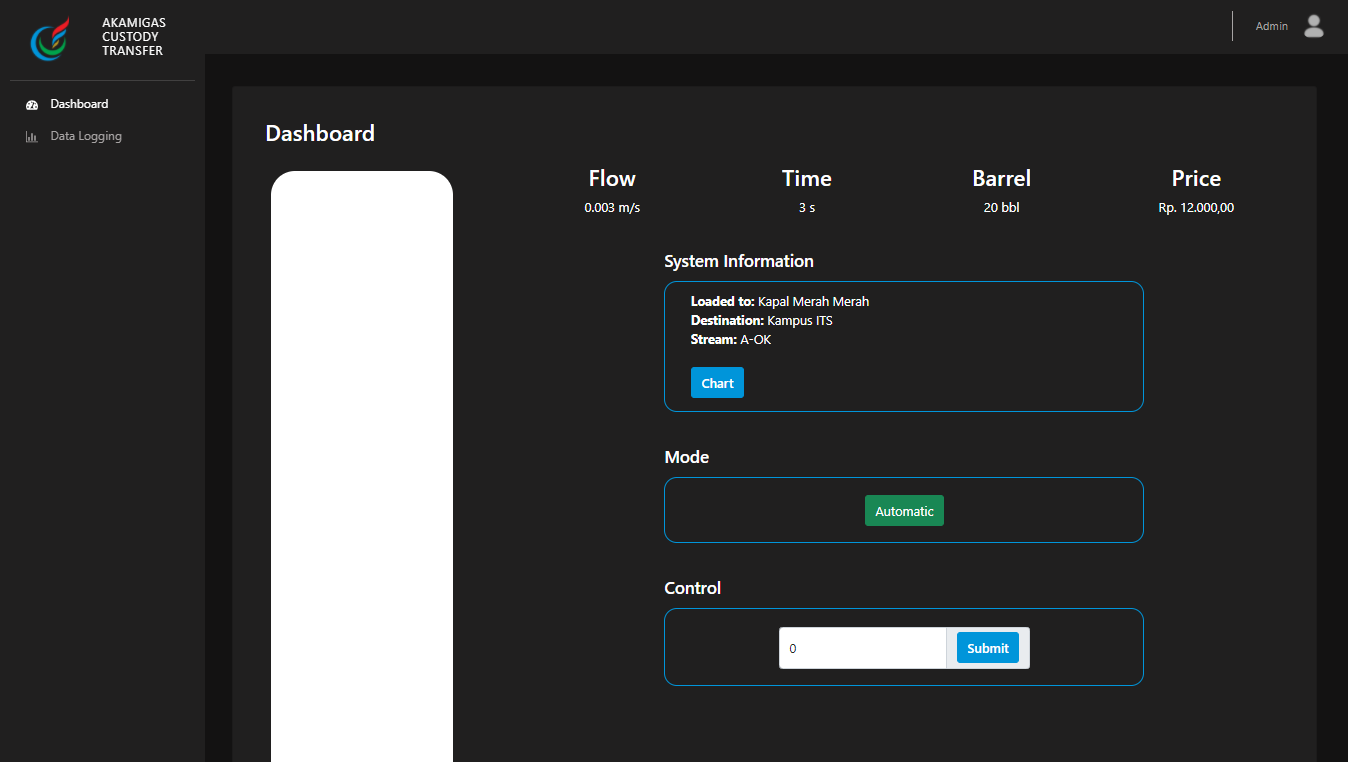 AKAMIGAS
CUSTODY
TRANSFER
Admin
Dashboard
Data Logging
Dashboard
Flow
0.003 m/s
Time
3 s
Barrel
20 bbl
Price
Rp. 12.000,00
System Information
Loaded to: Kapal Merah Merah
Destination: Kampus ITS
Stream: A-OK
Chart
Mode
Automatic
Control
0
Submit